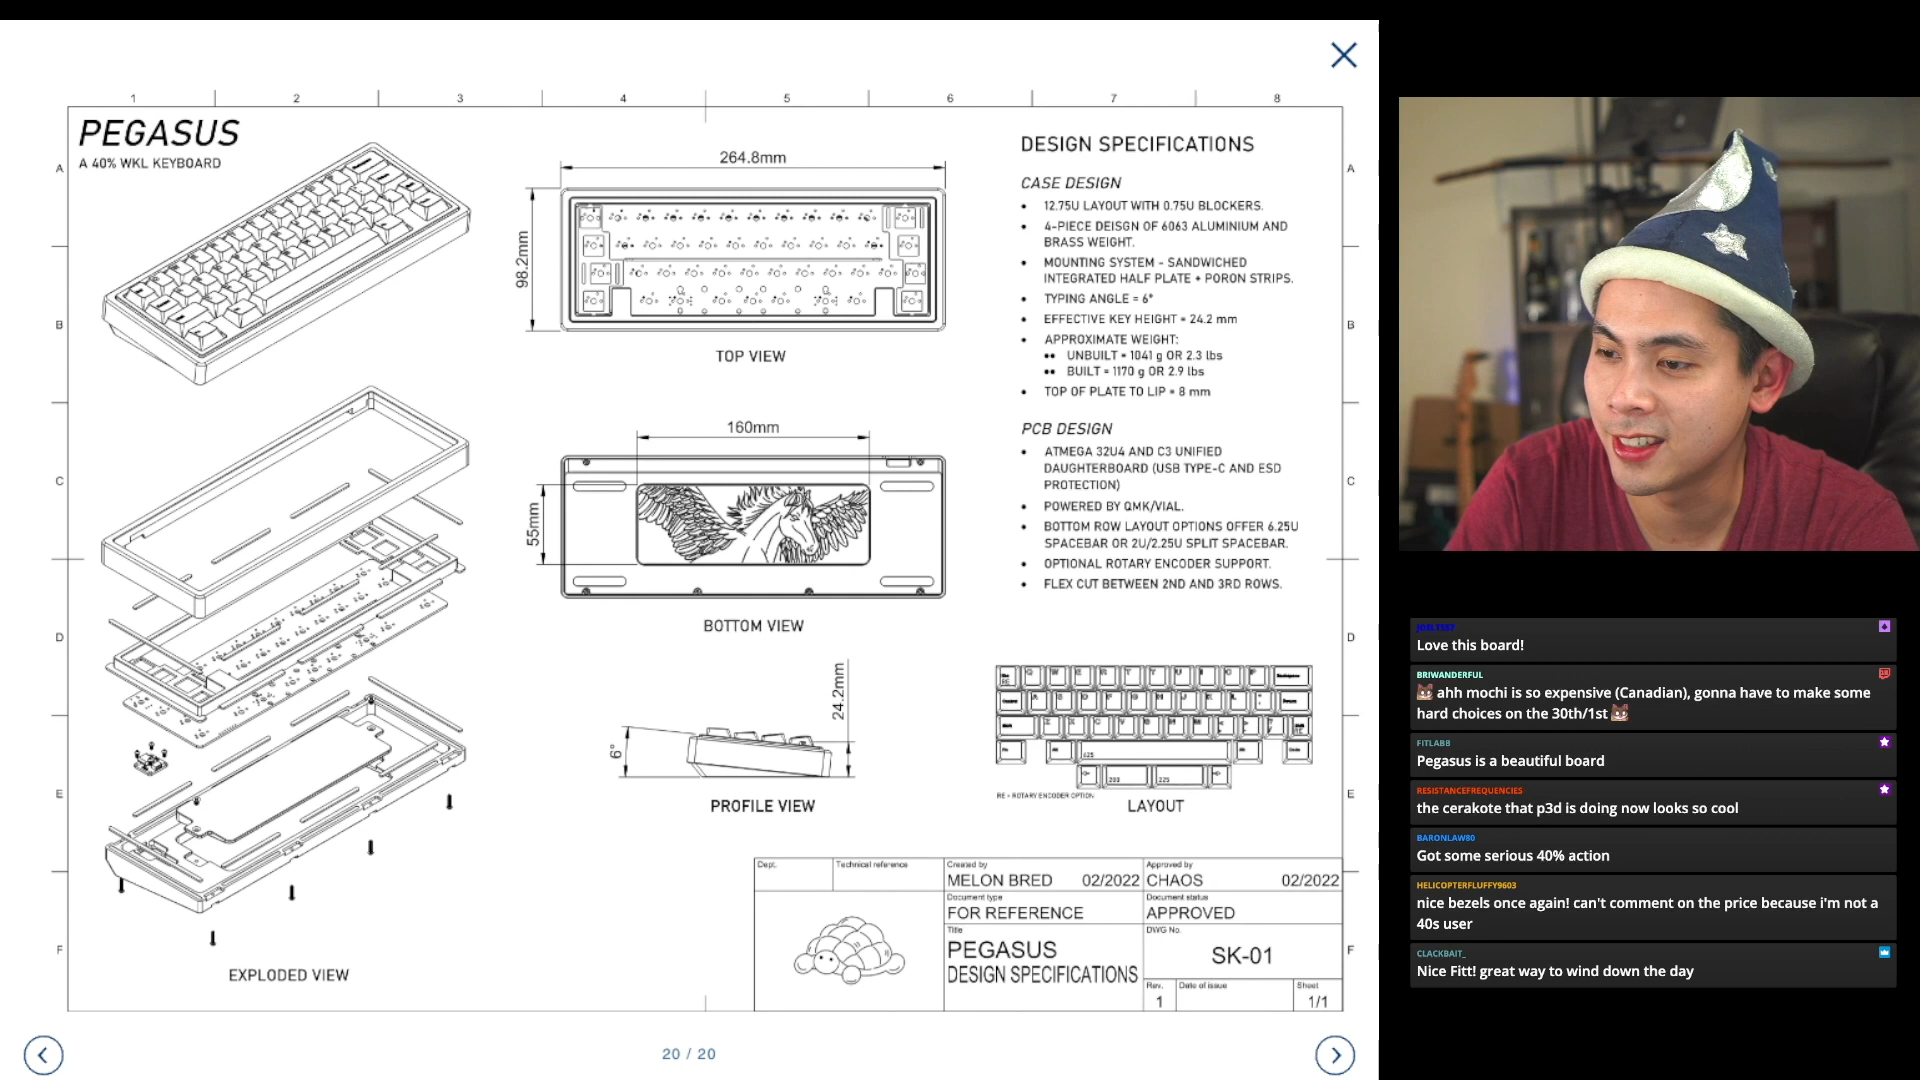 1 2 3 4 5 6 7 8
PEGASUS
A 40% WKL KEYBOARD
A
B
C
D
E
F
EXPLODED VIEW
264.8mm
98.2mm
TOP VIEW
160mm
55mm
BOTTOM VIEW
24.2mm
6°
PROFILE VIEW
DESIGN SPECIFICATIONS
CASE DESIGN
• 12.75U LAYOUT WITH 0.75U BLOCKERS.
• 4-PIECE DEISGN OF 6063 ALUMINIUM AND
BRASS WEIGHT.
• MOUNTING SYSTEM - SANDWICHED
INTEGRATED HALF PLATE + PORON STRIPS.
• TYPING ANGLE = 6°
• EFFECTIVE KEY HEIGHT = 24.2 mm
• APPROXIMATE WEIGHT:
•• UNBUILT = 1041 g OR 2.3 lbs
•• BUILT = 1170 g OR 2.9 lbs
• TOP OF PLATE TO LIP = 8 mm
PCB DESIGN
• ATMEGA 32U4 AND C3 UNIFIED
DAUGHTERBOARD (USB TYPE-C AND ESD
PROTECTION)
• POWERED BY QMK/VIAL.
• BOTTOM ROW LAYOUT OPTIONS OFFER 6.25U
SPACEBAR OR 2U/2.25U SPLIT SPACEBAR.
• OPTIONAL ROTARY ENCODER SUPPORT.
• FLEX CUT BETWEEN 2ND AND 3RD ROWS.
A
B
C
D
E
F
625
200 225
RE = ROTARY ENCODER OPTION
LAYOUT
Dept. Technical reference Created by Approved by
MELON BRED 02/2022 CHAOS 02/2022
Document type Document status
FOR REFERENCE APPROVED
Title DWG No.
PEGASUS
DESIGN SPECIFICATIONS
SK-01
Rev. Date of issue Sheet
1 1/1
20 / 20
Love this board!
BRIWANDERFUL
ahh mochi is so expensive (Canadian), gonna have to make some
hard choices on the 30th/1st
FITLABB
Pegasus is a beautiful board
RESISTANCEFREQUENCIES
the cerakote that p3d is doing now looks so cool
BARONLAW80
Got some serious 40% action
HELICOPTERFLUFFY9603
nice bezels once again! can't comment on the price because i'm not a
40s user
CLACKBAIT_
Nice Fitt! great way to wind down the day